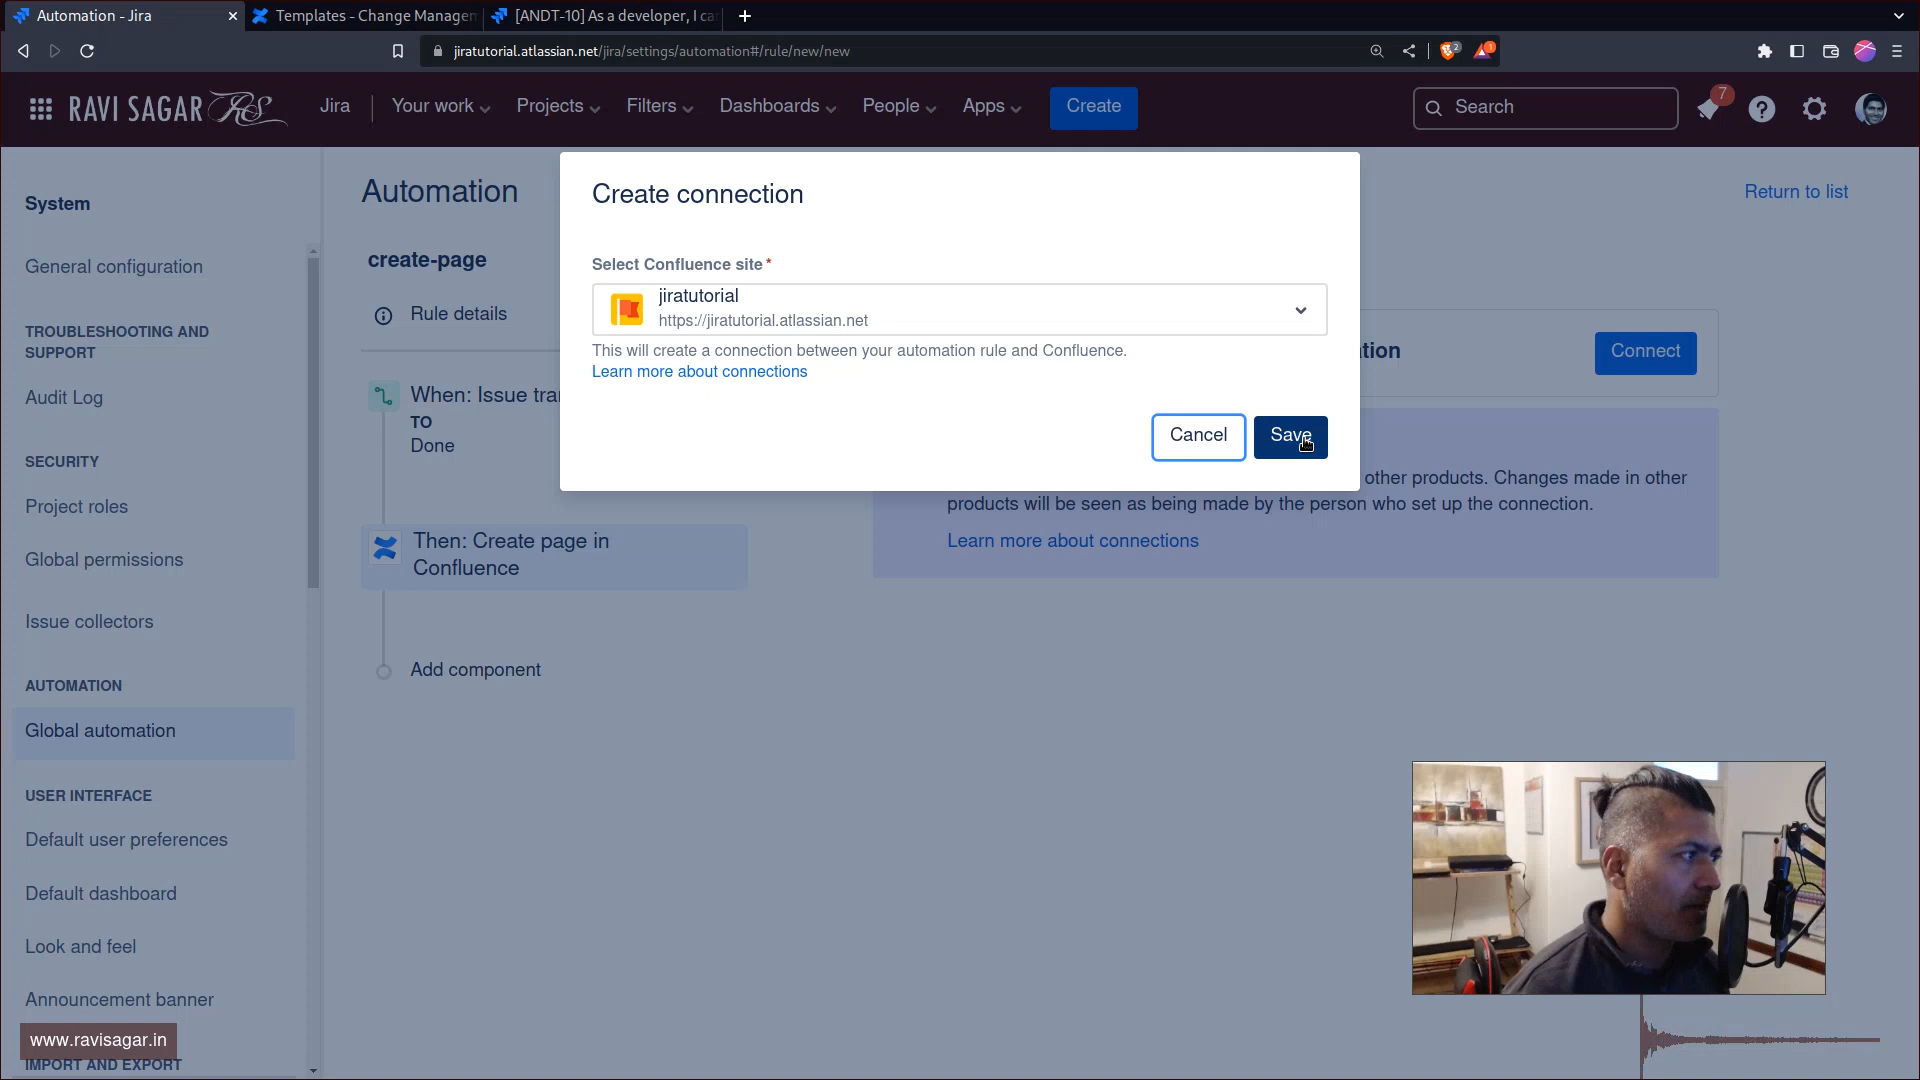 Automation - Jira
Templates - Change Managem
[ANDT-10] As a developer, I ca
jiratutorial.atlassian.net/jira/settings/automation#/rule/new/new
2
1
RAVI SAGAR
Jira
Your work
Projects
Filters
Dashboards
People
Apps
Create
Search
7
System
General configuration
TROUBLESHOOTING AND
SUPPORT
Audit Log
SECURITY
Project roles
Global permissions
Issue collectors
AUTOMATION
Global automation
USER INTERFACE
Default user preferences
Default dashboard
Look and feel
Announcement banner
IMPORT AND EXPORT
www.ravisagar.in
Automation
Return to list
create-page
Rule details
When: Issue tra
TO
Done
Then: Create page in
Confluence
Add component
Create connection
Select Confluence site *
jiratutorial
https://jiratutorial.atlassian.net
This will create a connection between your automation rule and Confluence.
Learn more about connections
Cancel
Save
tion
Connect
other products. Changes made in other
products will be seen as being made by the person who set up the connection.
Learn more about connections